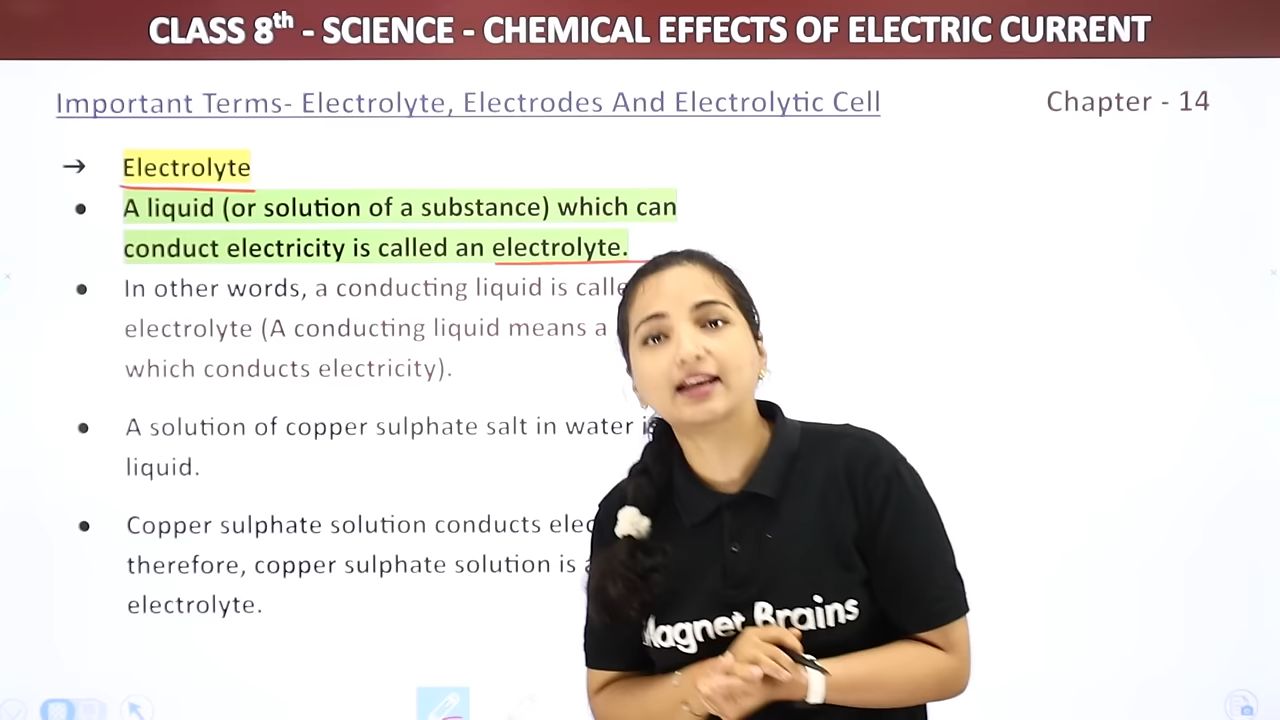 CLASS 8th - SCIENCE - CHEMICAL EFFECTS OF ELECTRIC CURRENT
Important Terms- Electrolyte, Electrodes And Electrolytic Cell
Chapter - 14
→ Electrolyte
● A liquid (or solution of a substance) which can
conduct electricity is called an electrolyte.
● In other words, a conducting liquid is
electrolyte (A conducting liquid means a
which conducts electricity).
● A solution of copper sulphate salt in water
liquid.
● Copper sulphate solution conducts
therefore, copper sulphate solution is
electrolyte.
Magnet Brains